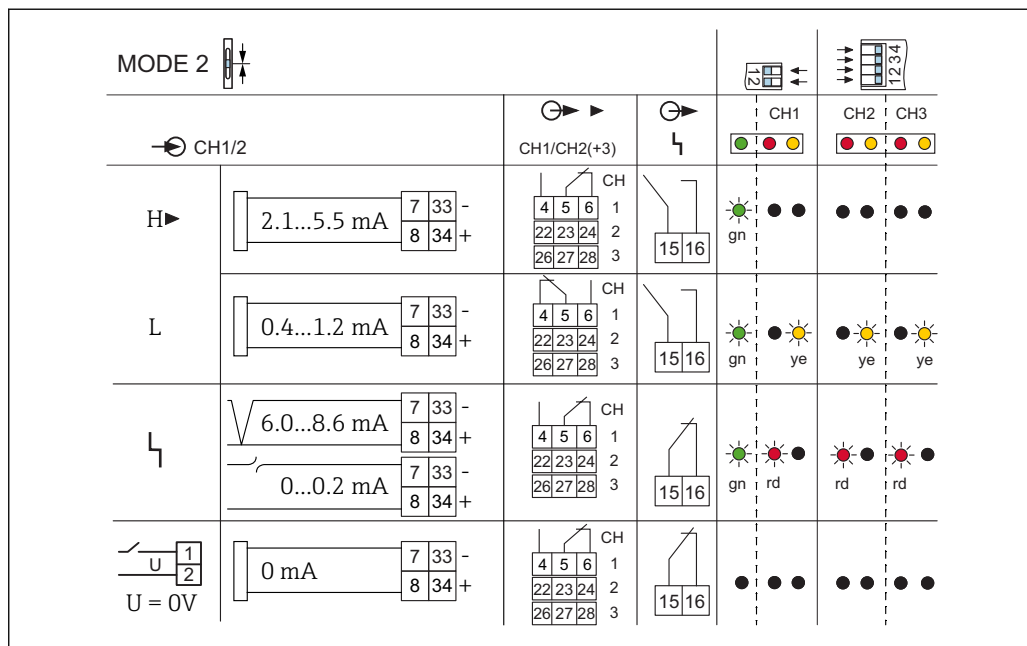 MODE 2
12
1234
CH1 CH2 CH3
CH1/2
CH1/CH2(+3)
H
2.1...5.5 mA
7 33 -
8 34 +
CH
4 5 6 1
22 23 24 2
26 27 28 3
15 16
gn
L
0.4...1.2 mA
7 33 -
8 34 +
CH
4 5 6 1
22 23 24 2
26 27 28 3
15 16
gn ye ye ye
6.0...8.6 mA
7 33 -
8 34 +
0...0.2 mA
7 33 -
8 34 +
CH
4 5 6 1
22 23 24 2
26 27 28 3
15 16
gn rd rd rd
1
U
2
U = 0V
0 mA
7 33 -
8 34 +
CH
4 5 6 1
22 23 24 2
26 27 28 3
15 16